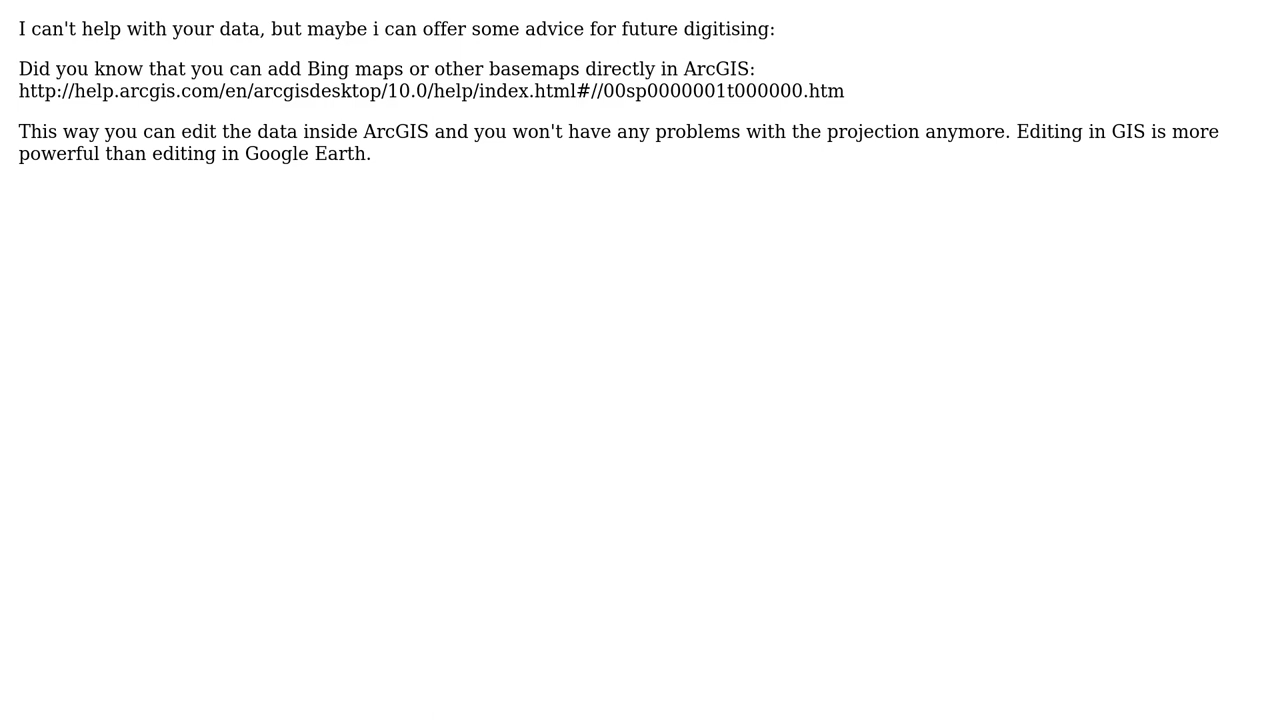 I can't help with your data, but maybe i can offer some advice for future digitising:
Did you know that you can add Bing maps or other basemaps directly in ArcGIS:
http://help.arcgis.com/en/arcgisdesktop/10.0/help/index.html#//00sp0000001t000000.htm
This way you can edit the data inside ArcGIS and you won't have any problems with the projection anymore. Editing in GIS is more
powerful than editing in Google Earth.